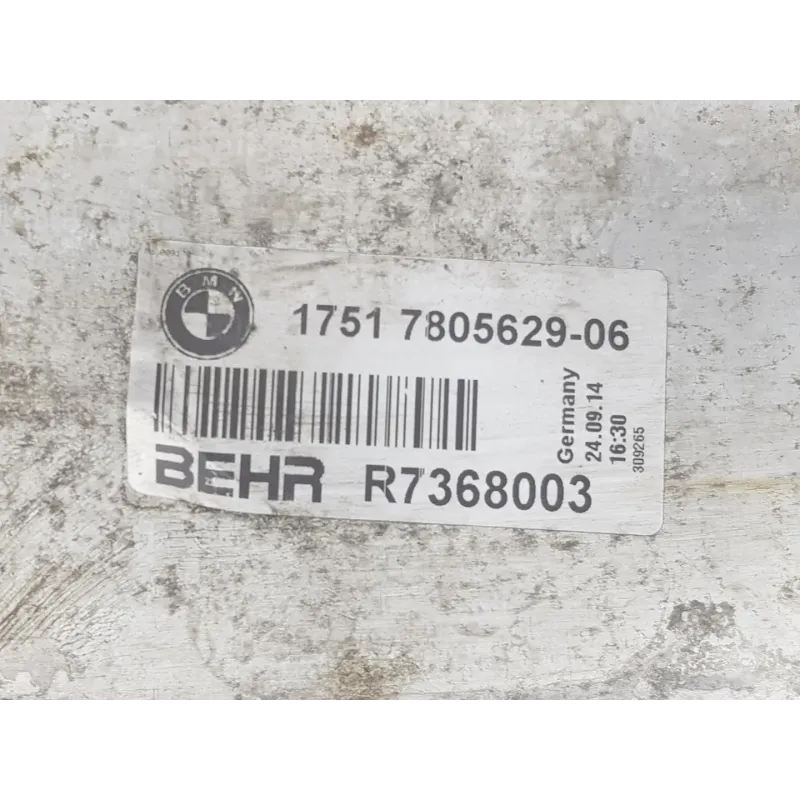 BMW
1751 7805629-06
BEHR R7368003
Germany
24.09.14
16:30
309265